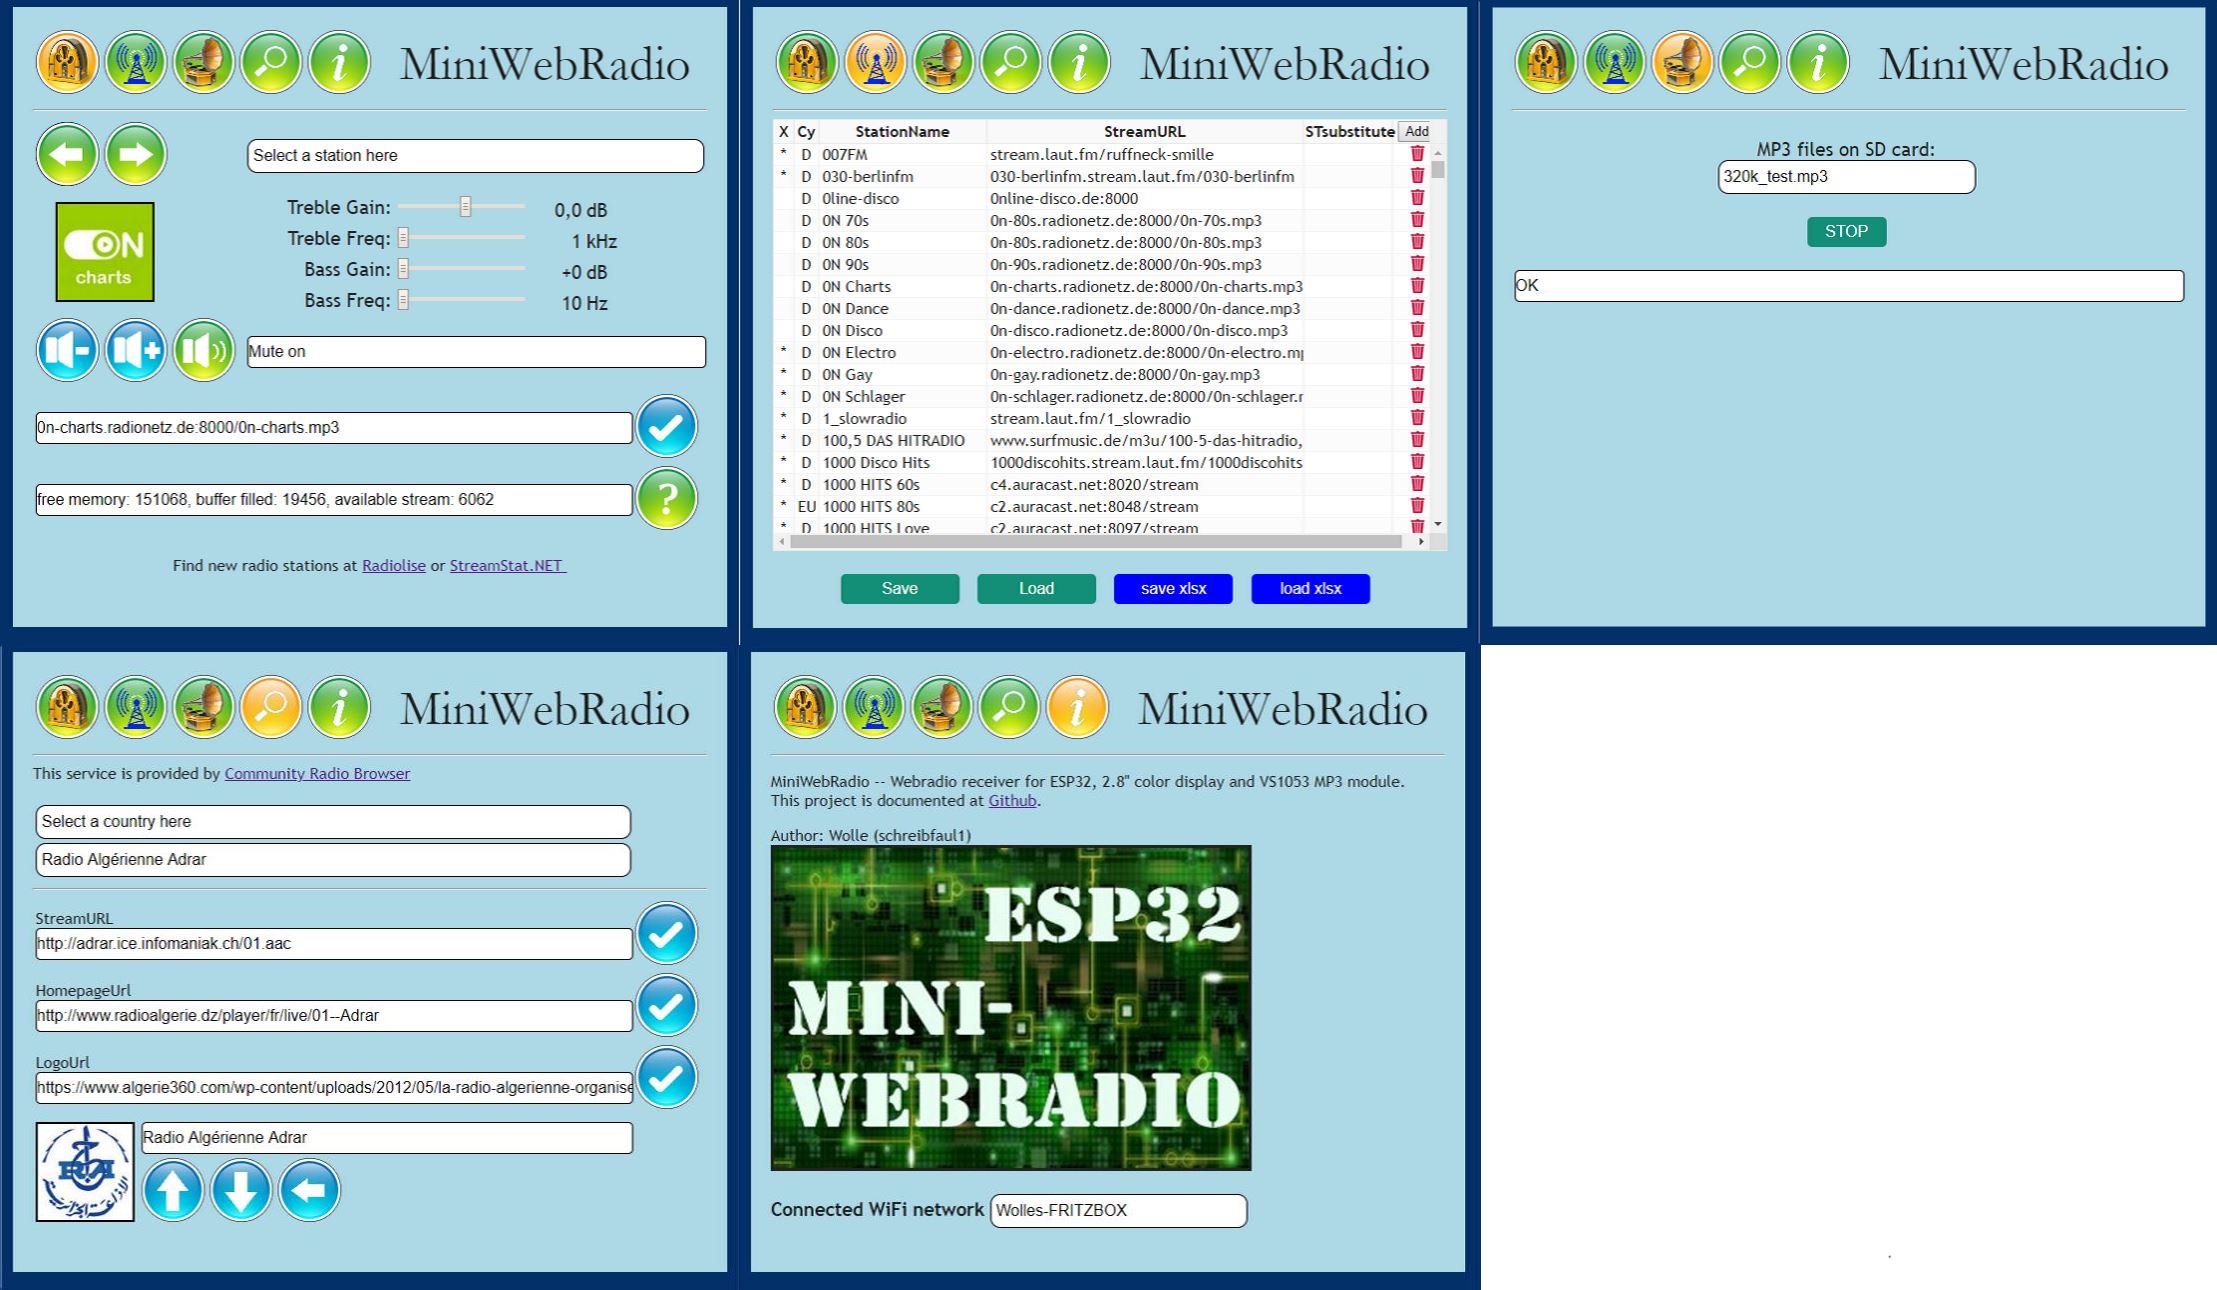 MiniWebRadio
Select a station here
Treble Gain: 0,0 dB
Treble Freq: 1 kHz
Bass Gain: +0 dB
Bass Freq: 10 Hz
ON
charts
Mute on
0n-charts.radionetz.de:8000/0n-charts.mp3
free memory: 151068, buffer filled: 19456, available stream: 6062
?
Find new radio stations at Radiolise or StreamStat.NET
MiniWebRadio
X Cy StationName StreamURL STsubstitute Add
* D 007FM stream.laut.fm/ruffneck-smille
* D 030-berlinfm 030-berlinfm.stream.laut.fm/030-berlinfm
D 0line-disco 0nline-disco.de:8000
D 0N 70s 0n-80s.radionetz.de:8000/0n-70s.mp3
D 0N 80s 0n-80s.radionetz.de:8000/0n-80s.mp3
D 0N 90s 0n-90s.radionetz.de:8000/0n-90s.mp3
D 0N Charts 0n-charts.radionetz.de:8000/0n-charts.mp3
D 0N Dance 0n-dance.radionetz.de:8000/0n-dance.mp3
D 0N Disco 0n-disco.radionetz.de:8000/0n-disco.mp3
* D 0N Electro 0n-electro.radionetz.de:8000/0n-electro.mp
* D 0N Gay 0n-gay.radionetz.de:8000/0n-gay.mp3
* D 0N Schlager 0n-schlager.radionetz.de:8000/0n-schlager.r
* D 1_slowradio stream.laut.fm/1_slowradio
* D 100,5 DAS HITRADIO www.surfmusic.de/m3u/100-5-das-hitradio,
* D 1000 Disco Hits 1000discohits.stream.laut.fm/1000discohits
* D 1000 HITS 60s c4.auracast.net:8020/stream
* EU 1000 HITS 80s c2.auracast.net:8048/stream
* D 1000 HITS Love c2.auracast.net:8097/stream
Save Load save xlsx load xlsx
MiniWebRadio
MP3 files on SD card:
320k_test.mp3
STOP
OK
MiniWebRadio
This service is provided by Community Radio Browser
Select a country here
Radio Algérienne Adrar
StreamURL
http://adrar.ice.infomaniak.ch/01.aac
HomepageUrl
http://www.radioalgerie.dz/player/fr/live/01--Adrar
LogoUrl
https://www.algerie360.com/wp-content/uploads/2012/05/la-radio-algerienne-organise
Radio Algérienne Adrar
MiniWebRadio
MiniWebRadio -- Webradio receiver for ESP32, 2.8" color display and VS1053 MP3 module.
This project is documented at Github.
Author: Wolle (schreibfaul1)
ESP32
MINI-
WEBRADIO
Connected WiFi network Wolles-FRITZBOX